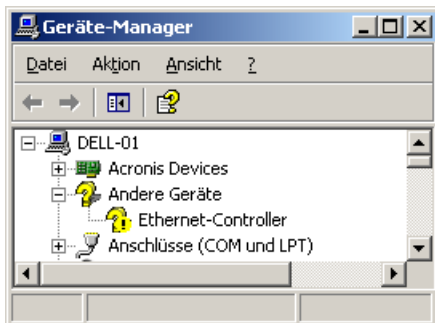 Geräte-Manager
Datei Aktion Ansicht ?
DELL-01
Acronis Devices
Andere Geräte
Ethernet-Controller
Anschlüsse (COM und LPT)